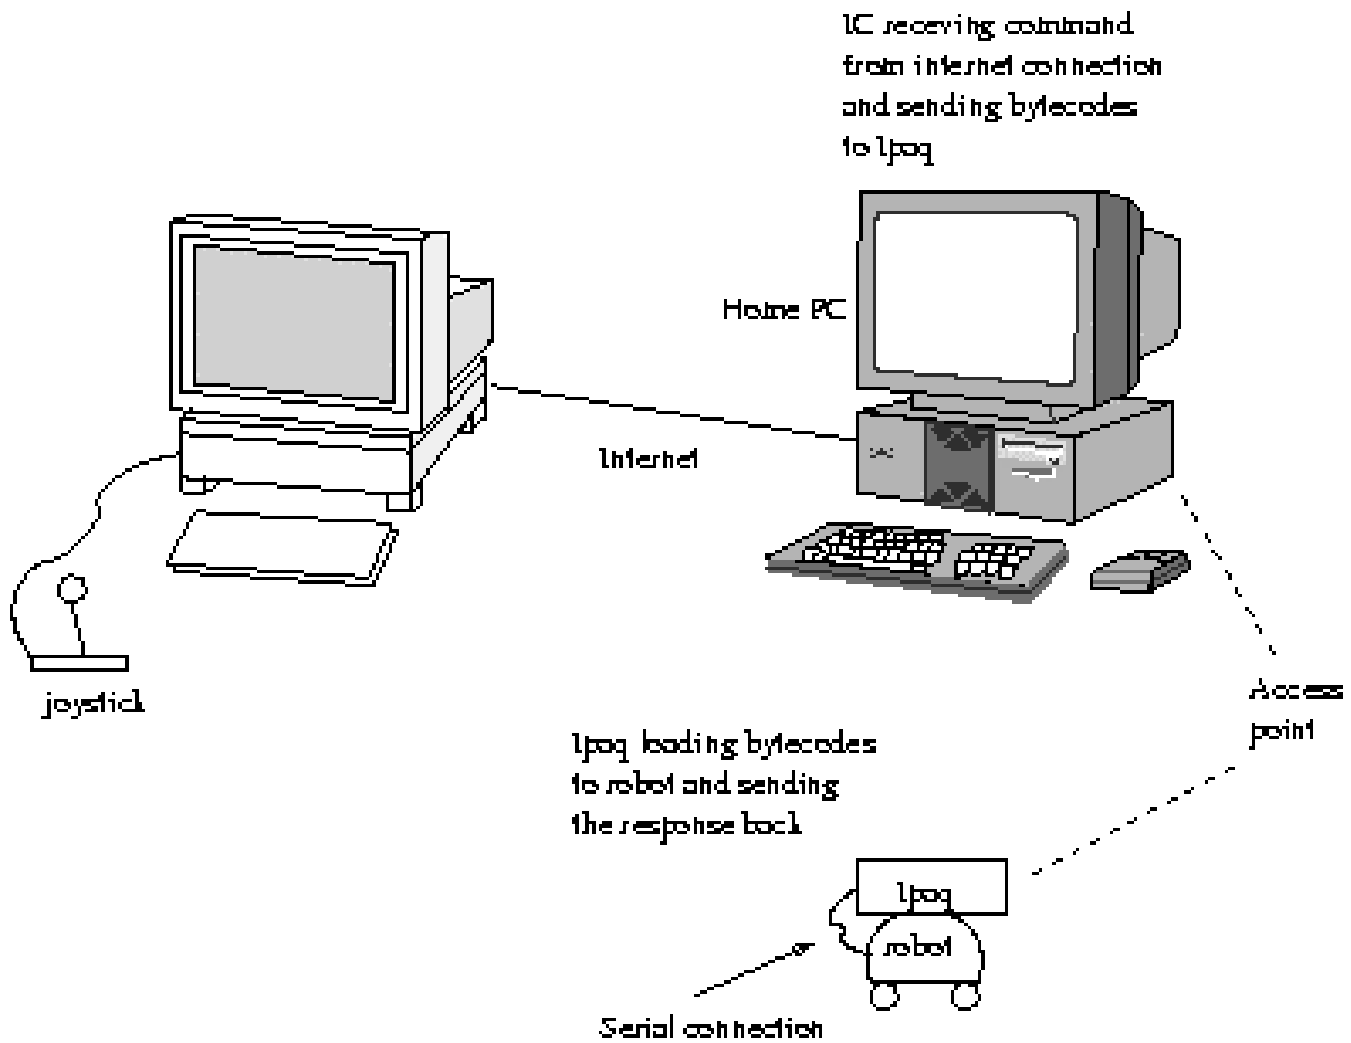 IC receving command
from internet connection
and sending bytecodes
to Ipaq
Home PC
Internet
joystick
Access
point
Ipaq loading bytecodes
to robot and sending
the response back
Ipaq
robot
Serial connection